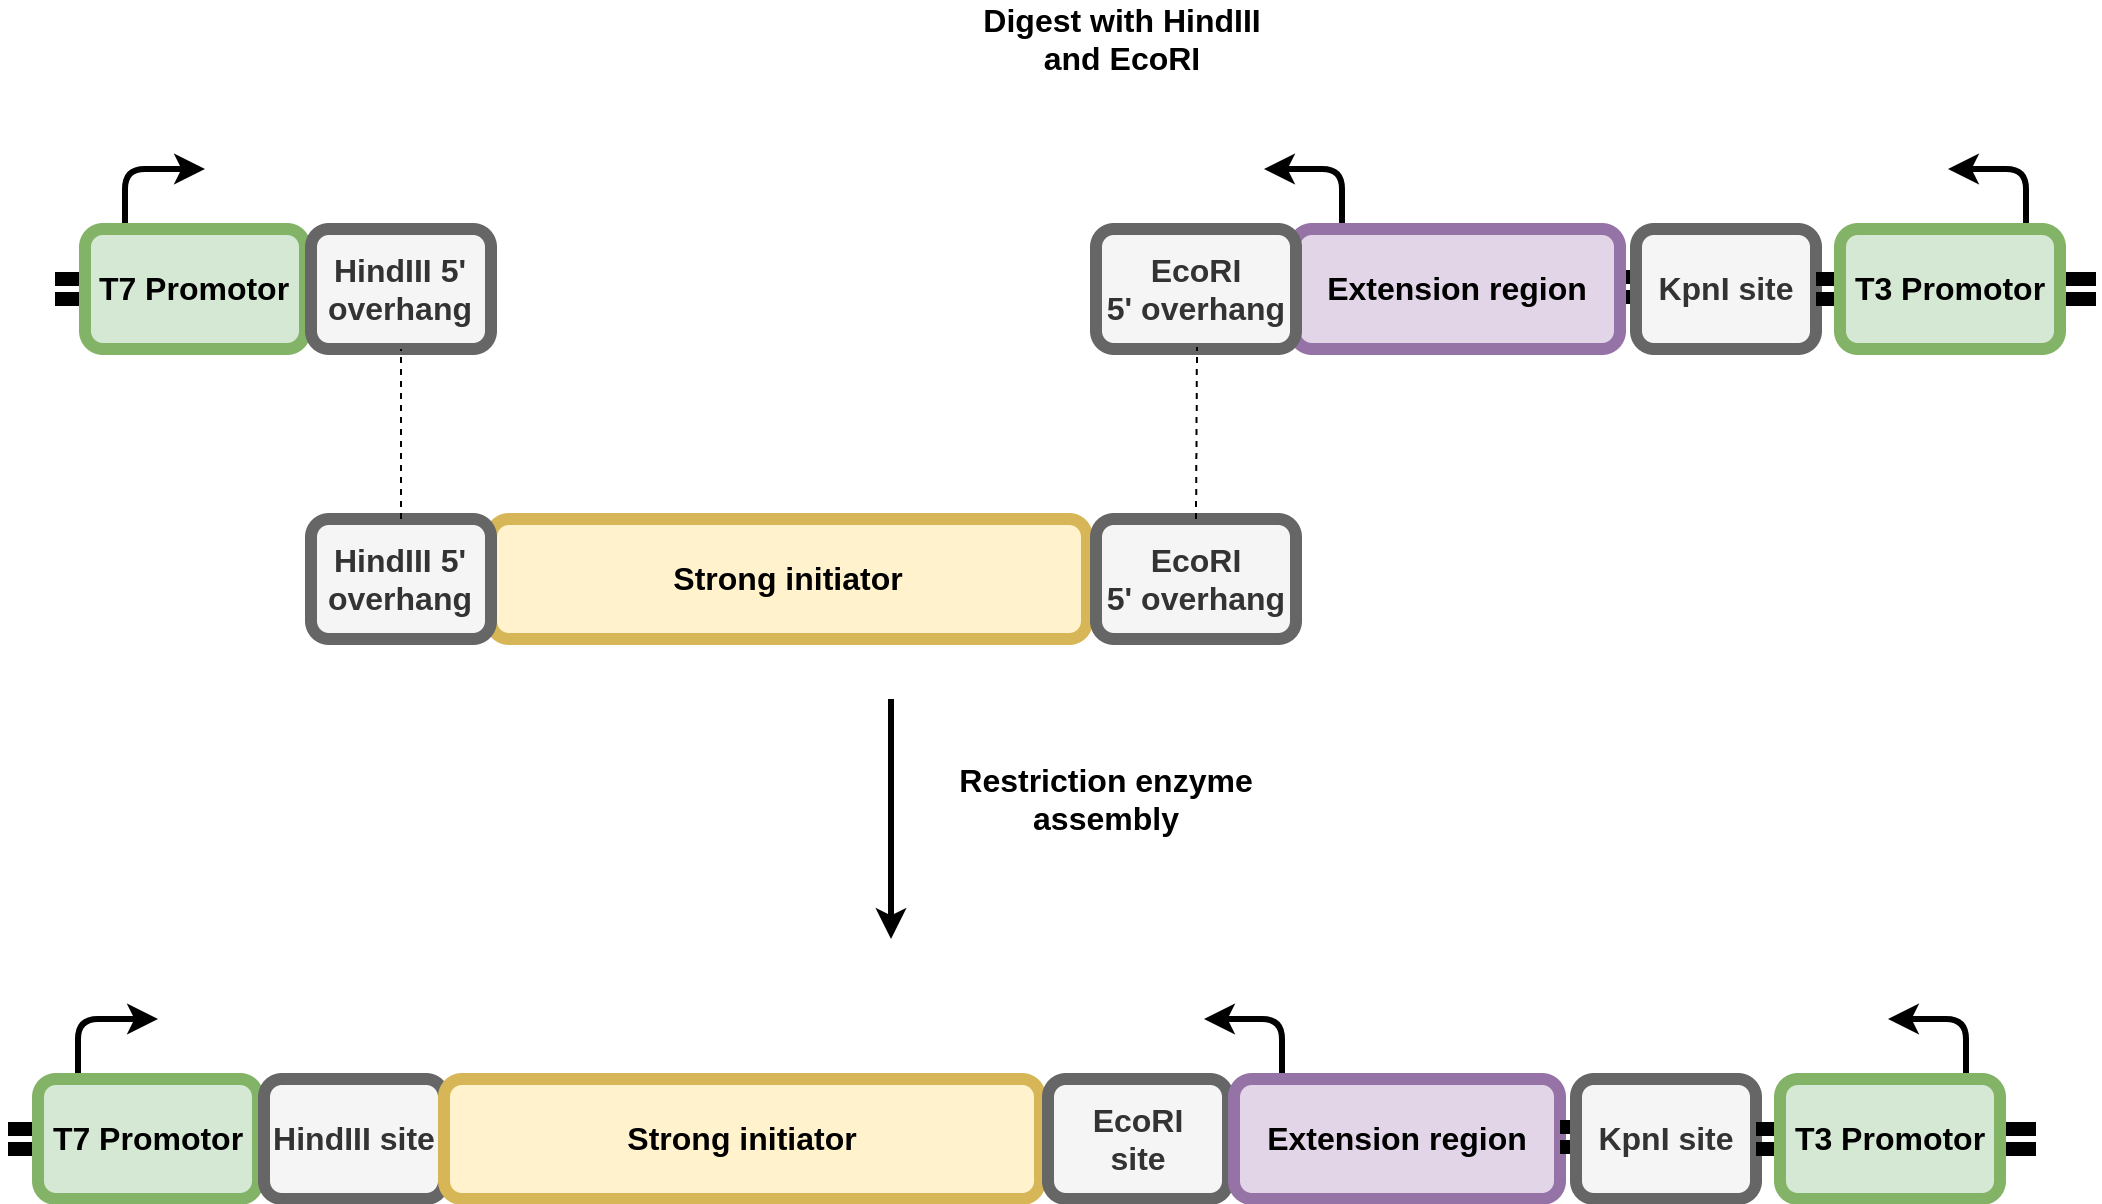 Digest with HindIII
and EcoRI
T7 Promotor
HindIII 5'
overhang
EcoRI
5' overhang
Extension region
KpnI site
T3 Promotor
HindIII 5'
overhang
Strong initiator
EcoRI
5' overhang
Restriction enzyme
assembly
T7 Promotor
HindIII site
Strong initiator
EcoRI
site
Extension region
KpnI site
T3 Promotor